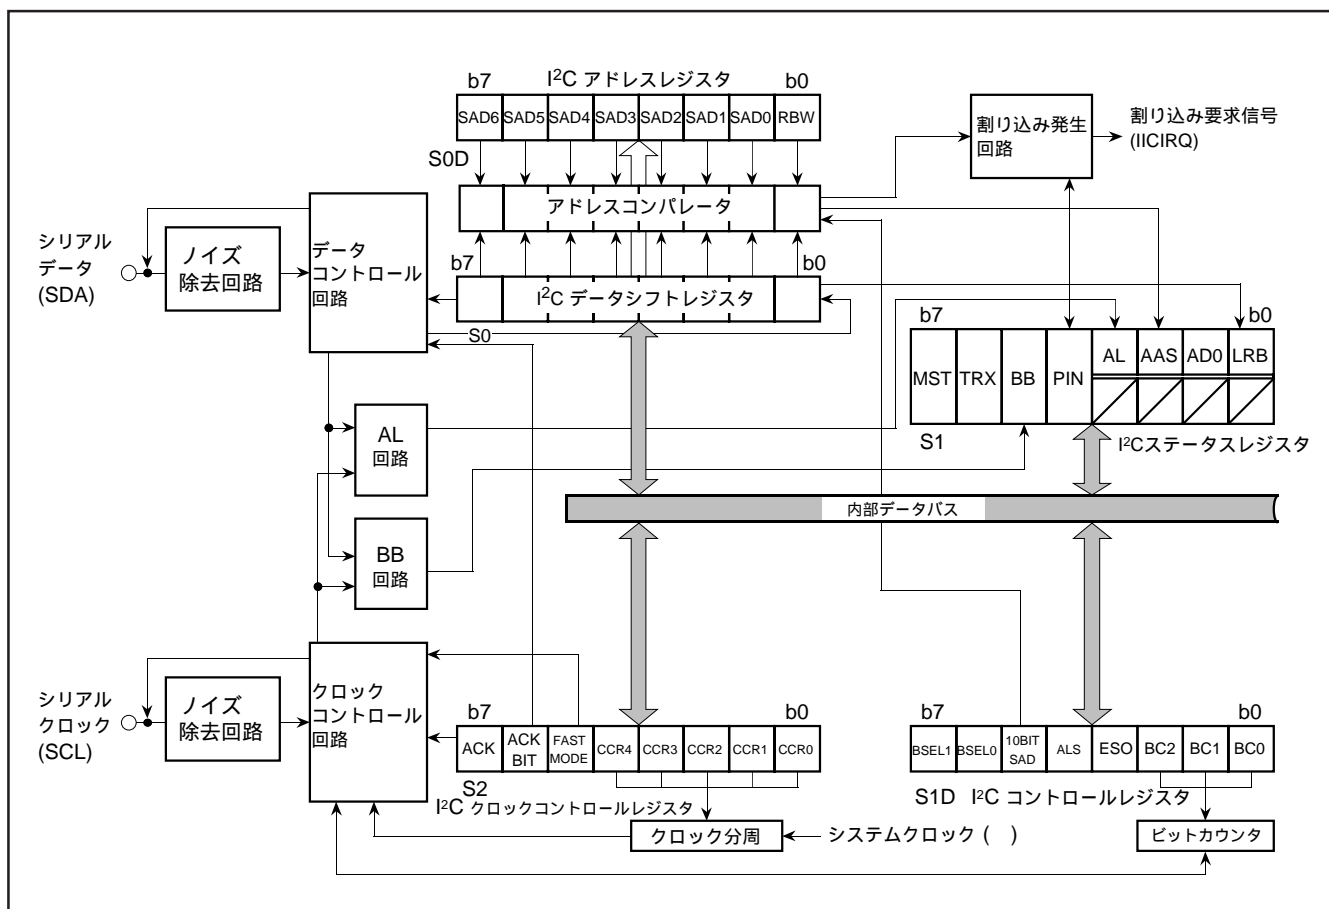 b7 I²C アドレスレジスタ b0
SAD6 SAD5 SAD4 SAD3 SAD2 SAD1 SAD0 RBW
S0D
アドレスコンパレータ
割り込み発生
回路
割り込み要求信号
(IICIRQ)
シリアル
データ
(SDA)
ノイズ
除去回路
データ
コントロール
回路
b7 b0
I²C データシフトレジスタ
S0
b7 b0
MST TRX BB PIN AL AAS AD0 LRB
S1
I²Cステータスレジスタ
AL
回路
内部データバス
BB
回路
シリアル
クロック
(SCL)
ノイズ
除去回路
クロック
コントロール
回路
b7 b0
ACK ACK BIT FAST MODE CCR4 CCR3 CCR2 CCR1 CCR0
S2
I²C クロックコントロールレジスタ
クロック分周
システムクロック ( )
b7 b0
BSEL1 BSEL0 10BIT SAD ALS ESO BC2 BC1 BC0
S1D I²C コントロールレジスタ
ビットカウンタ